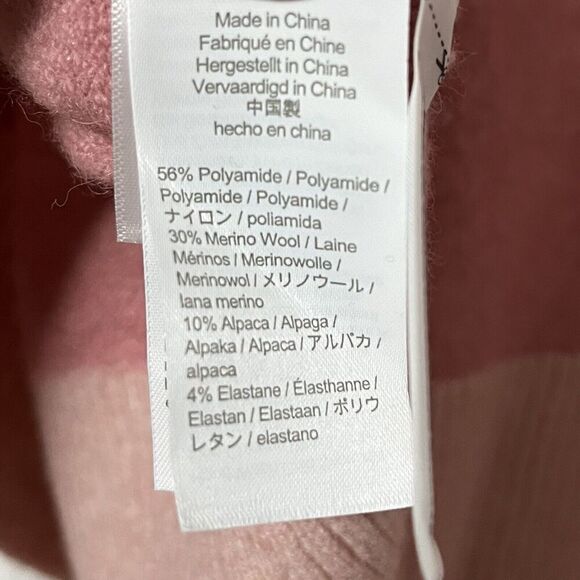 Made in China
Fabriqué en Chine
Hergestellt in China
Vervaardigd in China
中国製
hecho en china
56% Polyamide / Polyamide /
Polyamide / Polyamide /
ナイロン / poliamida
30% Merino Wool / Laine
Mérinos / Merinowolle /
Merinowol / メリノウール /
lana merino
10% Alpaca / Alpaga /
Alpaka / Alpaca / アルパカ /
alpaca
4% Elastane / Élasthanne /
Elastan / Elastaan / ポリウ
レタン / elastano